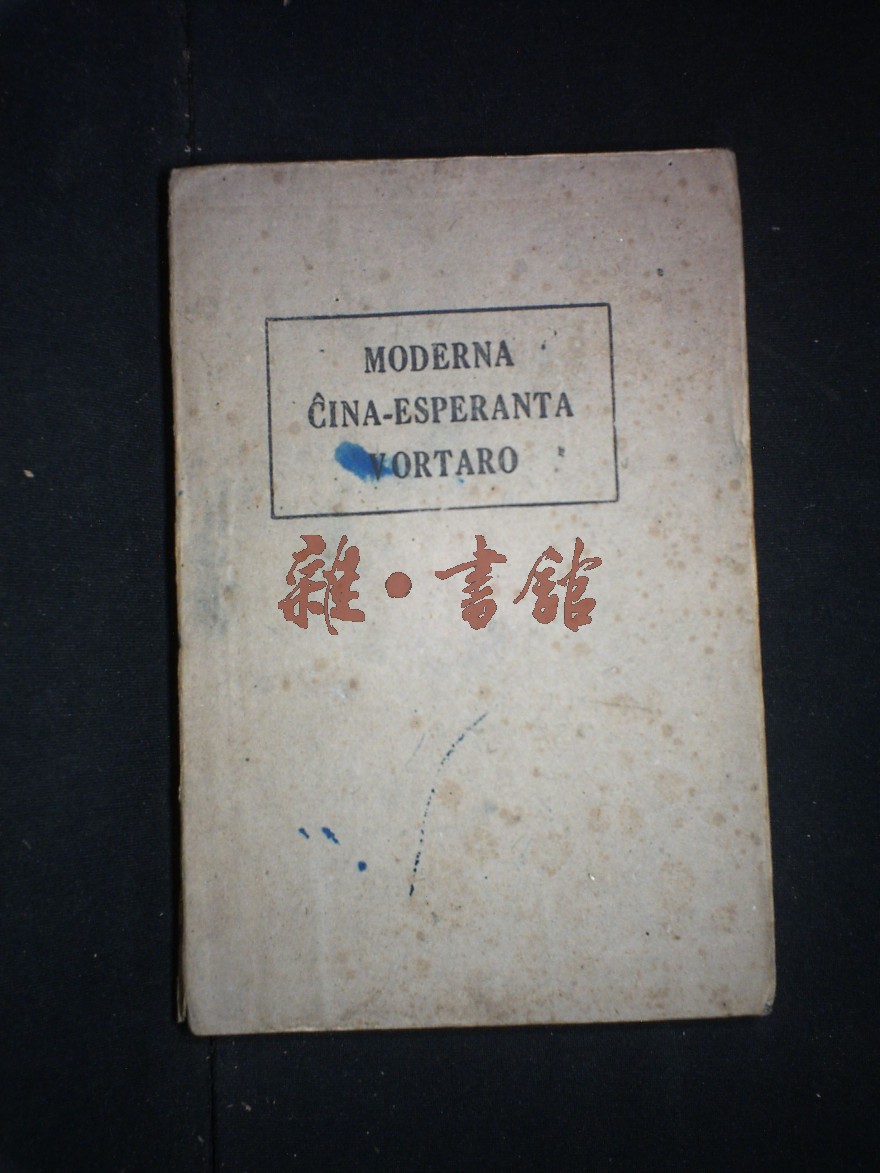 MODERNA
ĈINA-ESPERANTA
VORTARO
雜·書館